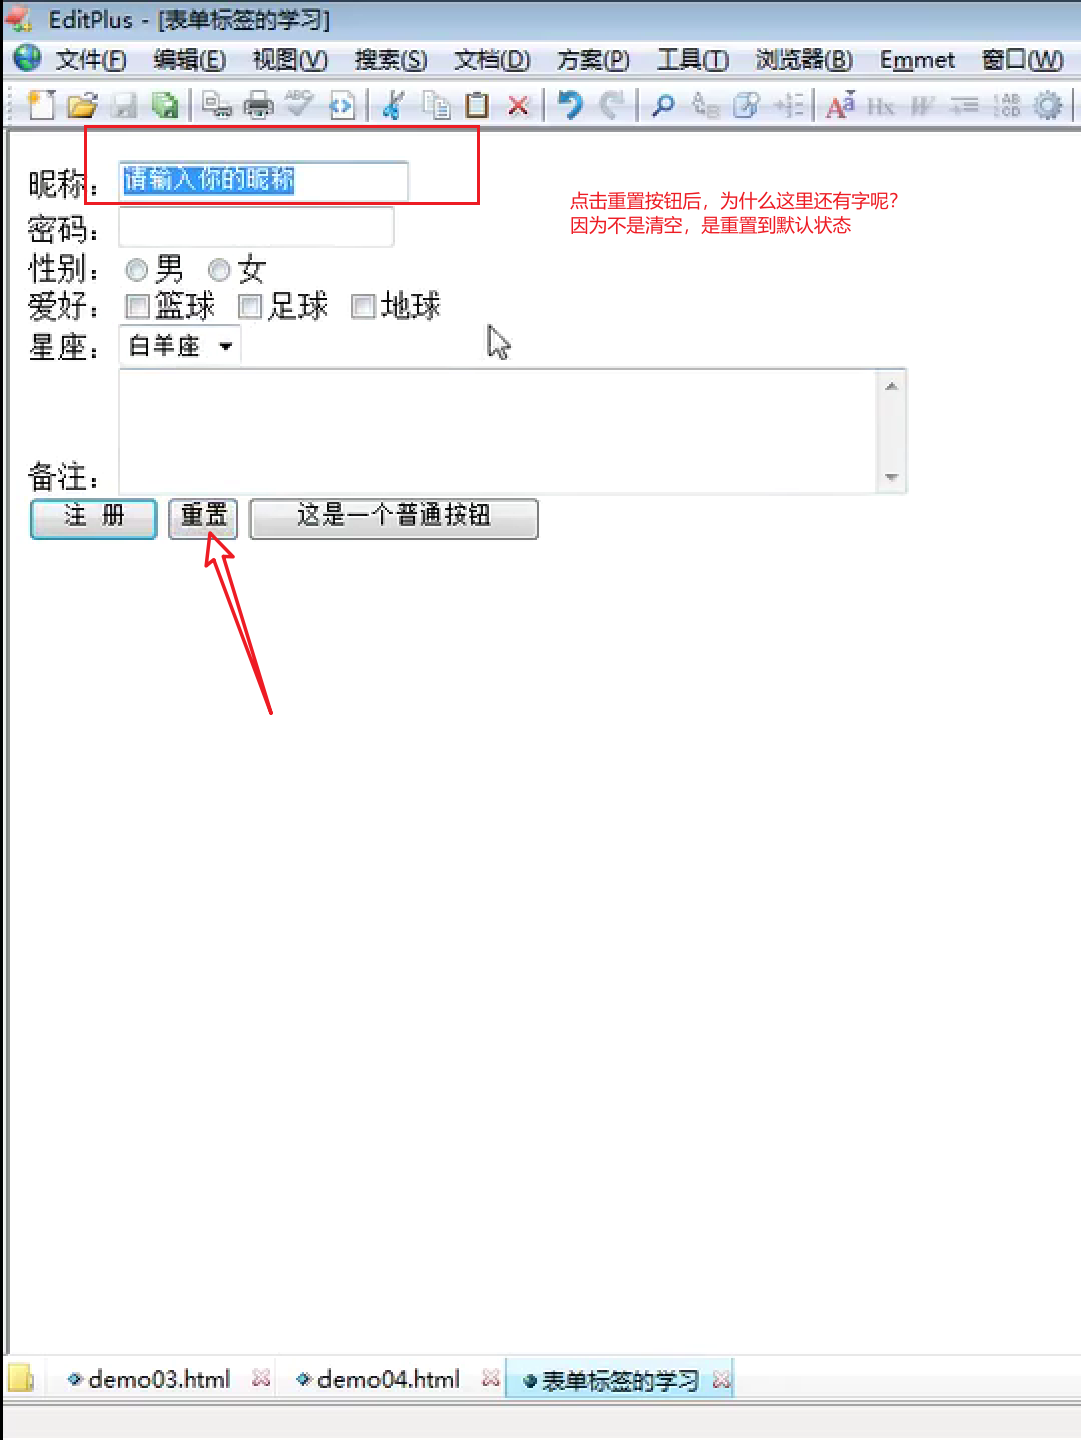 EditPlus - [表单标签的学习]
文件(F) 编辑(E) 视图(V) 搜索(S) 文档(D) 方案(P) 工具(T) 浏览器(B) Emmet 窗口(W)
昵称： 请输入你的昵称
点击重置按钮后，为什么这里还有字呢？
因为不是清空，是重置到默认状态
密码：
性别： 男 女
爱好： 篮球 足球 地球
星座： 白羊座
备注：
注 册 重置 这是一个普通按钮
demo03.html demo04.html 表单标签的学习